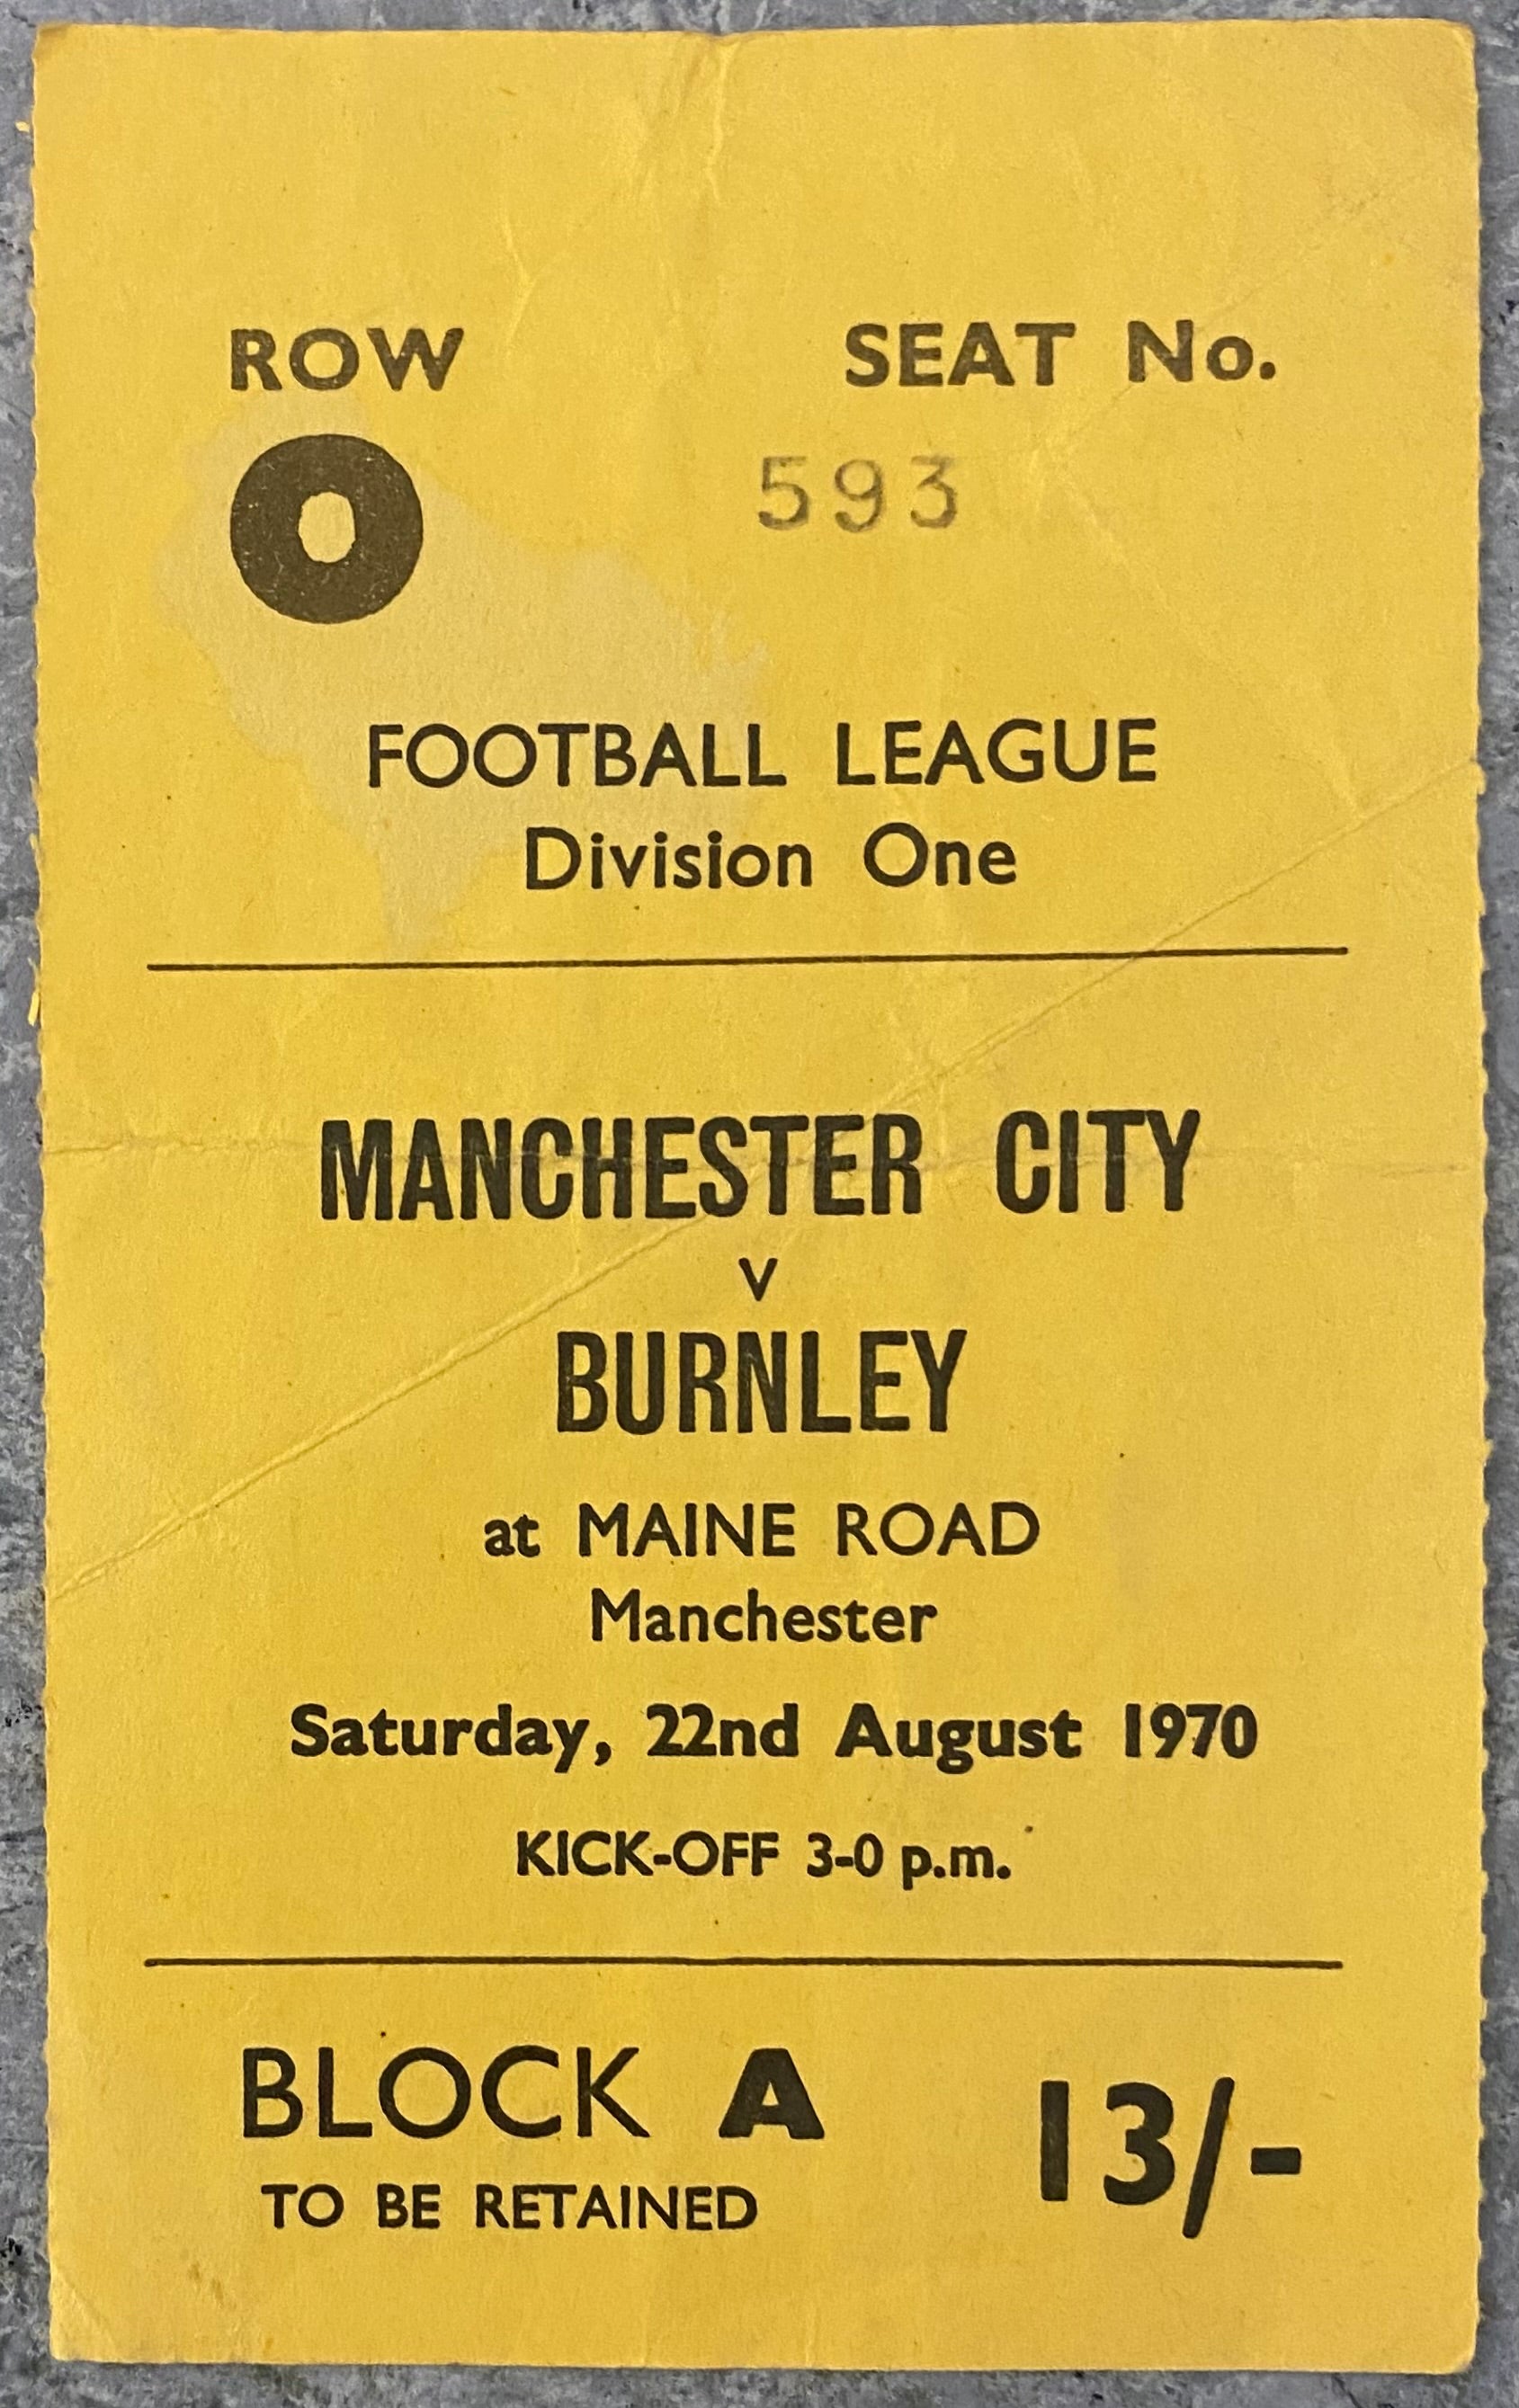 ROW SEAT No.
O 593
FOOTBALL LEAGUE
Division One
MANCHESTER CITY
v
BURNLEY
at MAINE ROAD
Manchester
Saturday, 22nd August 1970
KICK-OFF 3-0 p.m.
BLOCK A 13/-
TO BE RETAINED